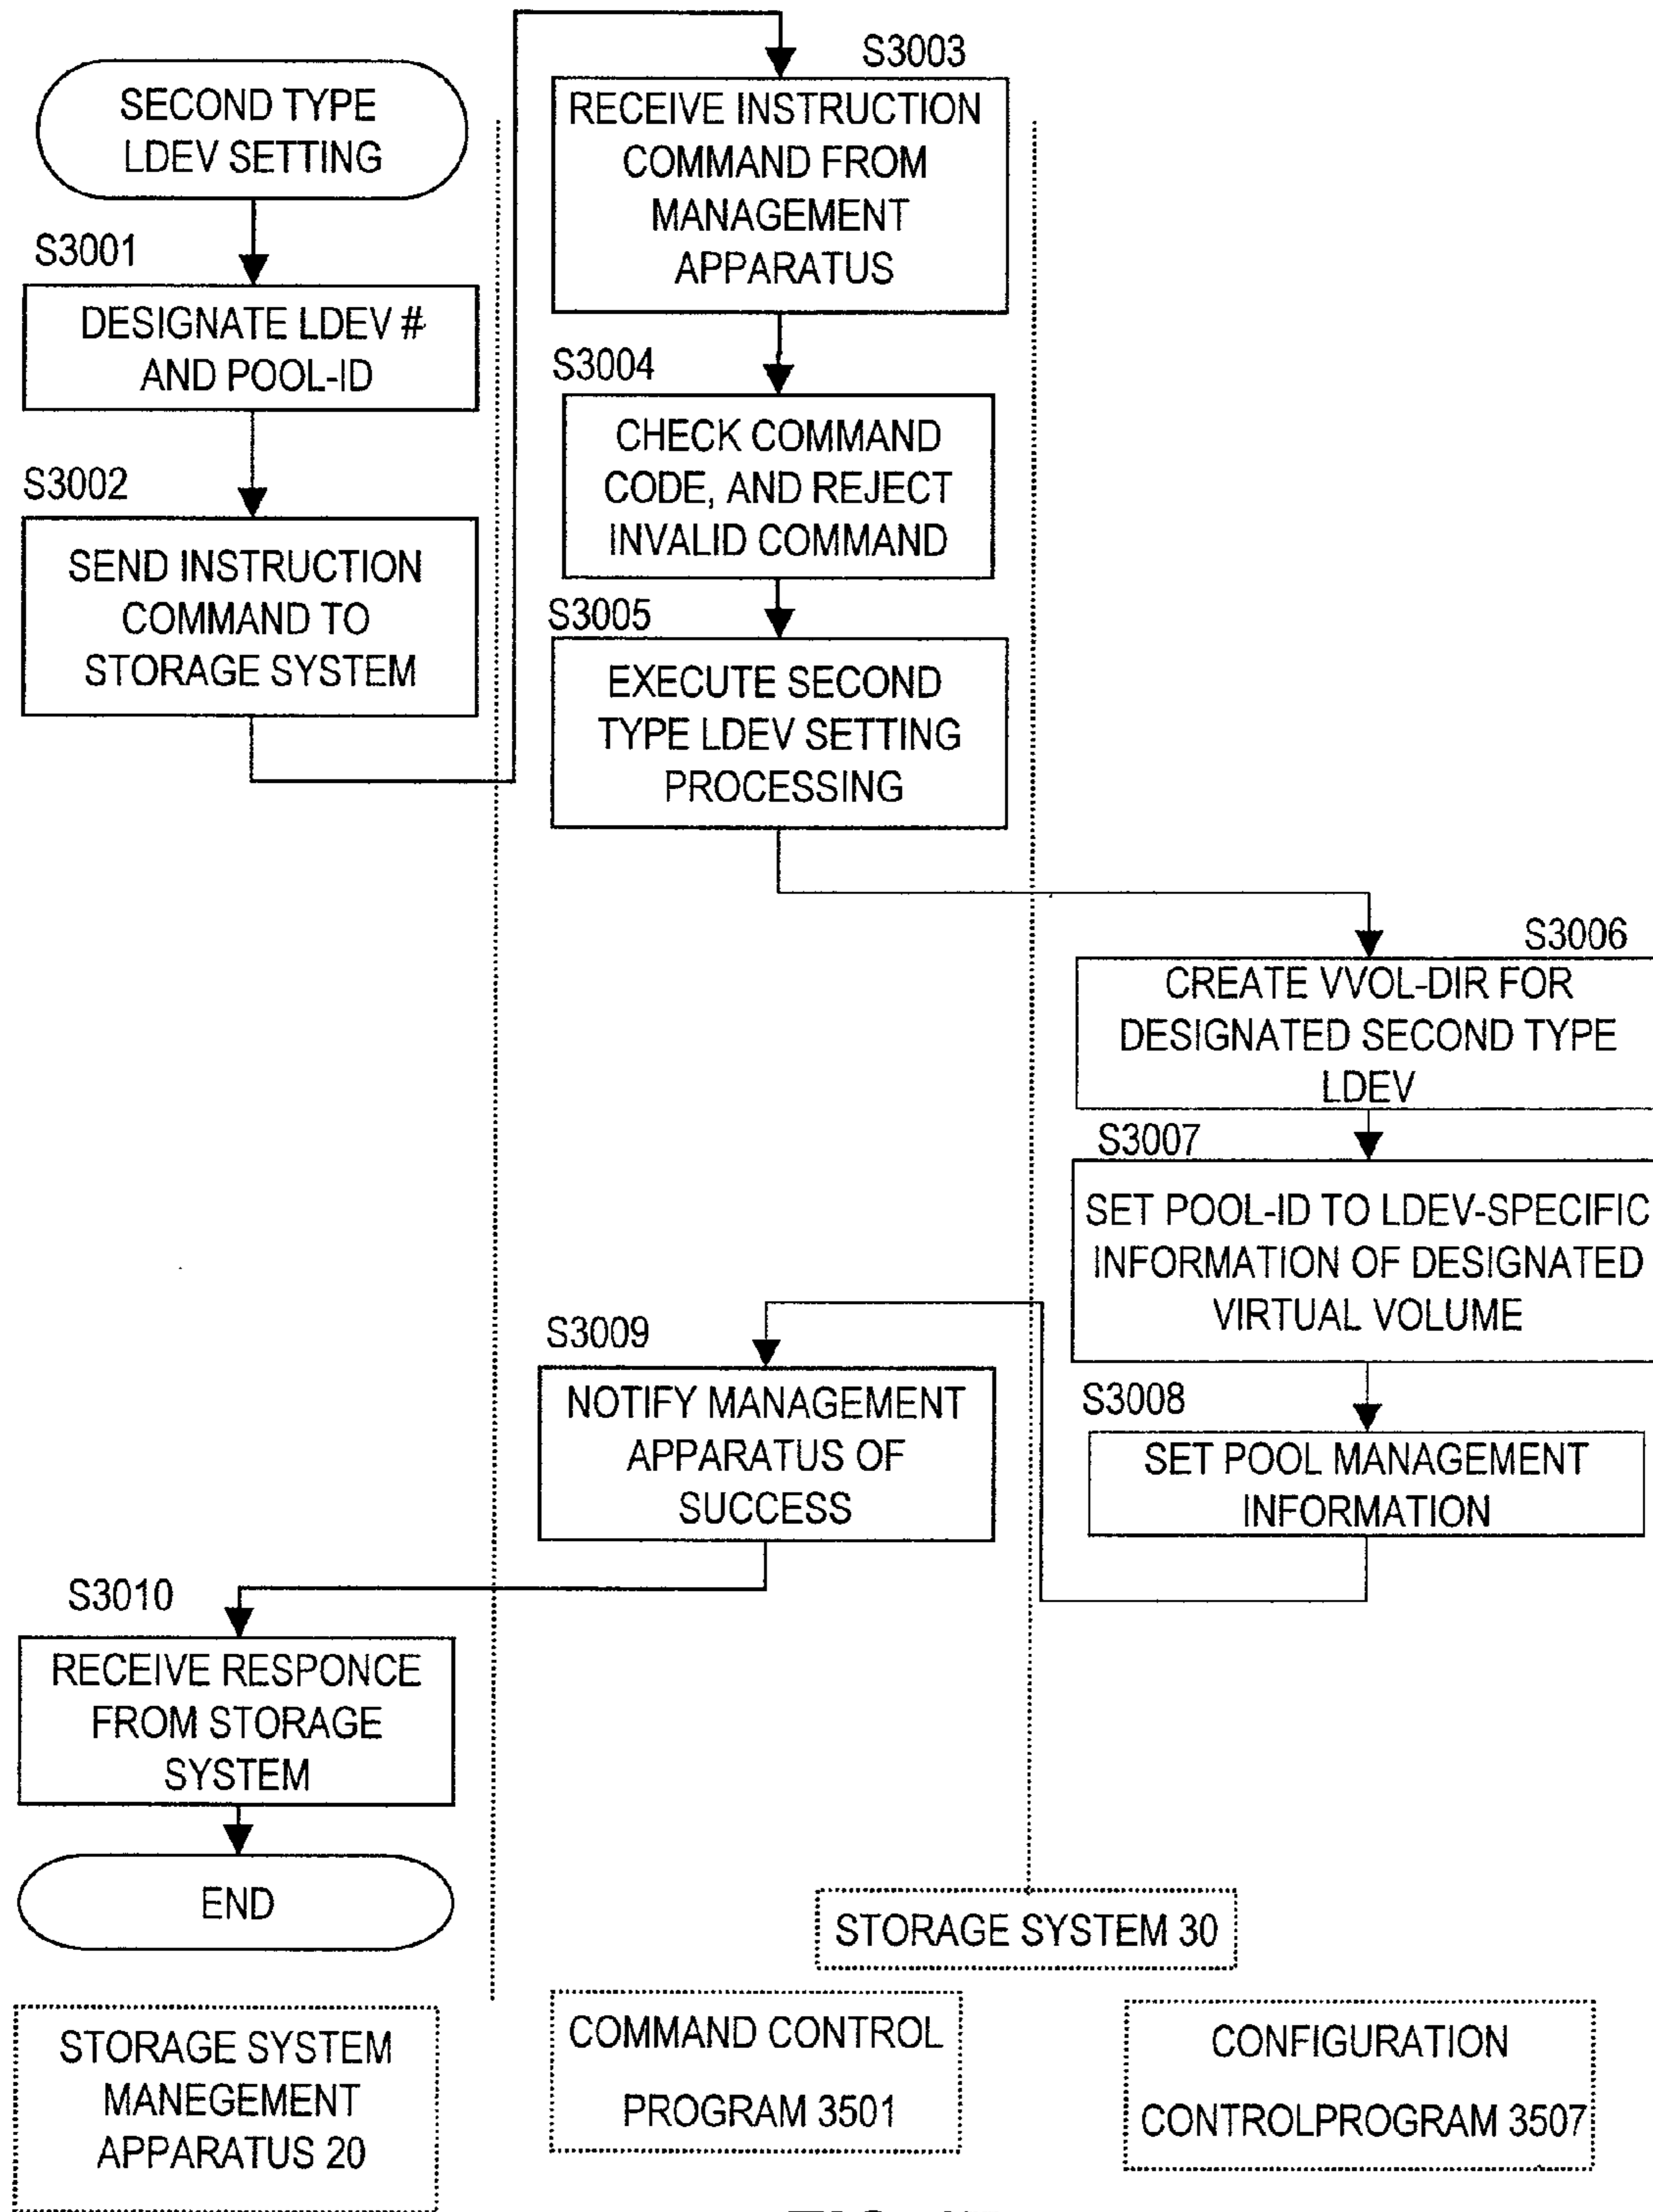 SECOND TYPE
LDEV SETTING
S3001
DESIGNATE LDEV #
AND POOL-ID
S3002
SEND INSTRUCTION
COMMAND TO
STORAGE SYSTEM
S3003
RECEIVE INSTRUCTION
COMMAND FROM
MANAGEMENT
APPARATUS
S3004
CHECK COMMAND
CODE, AND REJECT
INVALID COMMAND
S3005
EXECUTE SECOND
TYPE LDEV SETTING
PROCESSING
S3006
CREATE VVOL-DIR FOR
DESIGNATED SECOND TYPE
LDEV
S3007
SET POOL-ID TO LDEV-SPECIFIC
INFORMATION OF DESIGNATED
VIRTUAL VOLUME
S3008
SET POOL MANAGEMENT
INFORMATION
S3009
NOTIFY MANAGEMENT
APPARATUS OF
SUCCESS
S3010
RECEIVE RESPONCE
FROM STORAGE
SYSTEM
END
STORAGE SYSTEM 30
STORAGE SYSTEM
MANEGEMENT
APPARATUS 20
COMMAND CONTROL
PROGRAM 3501
CONFIGURATION
CONTROLPROGRAM 3507